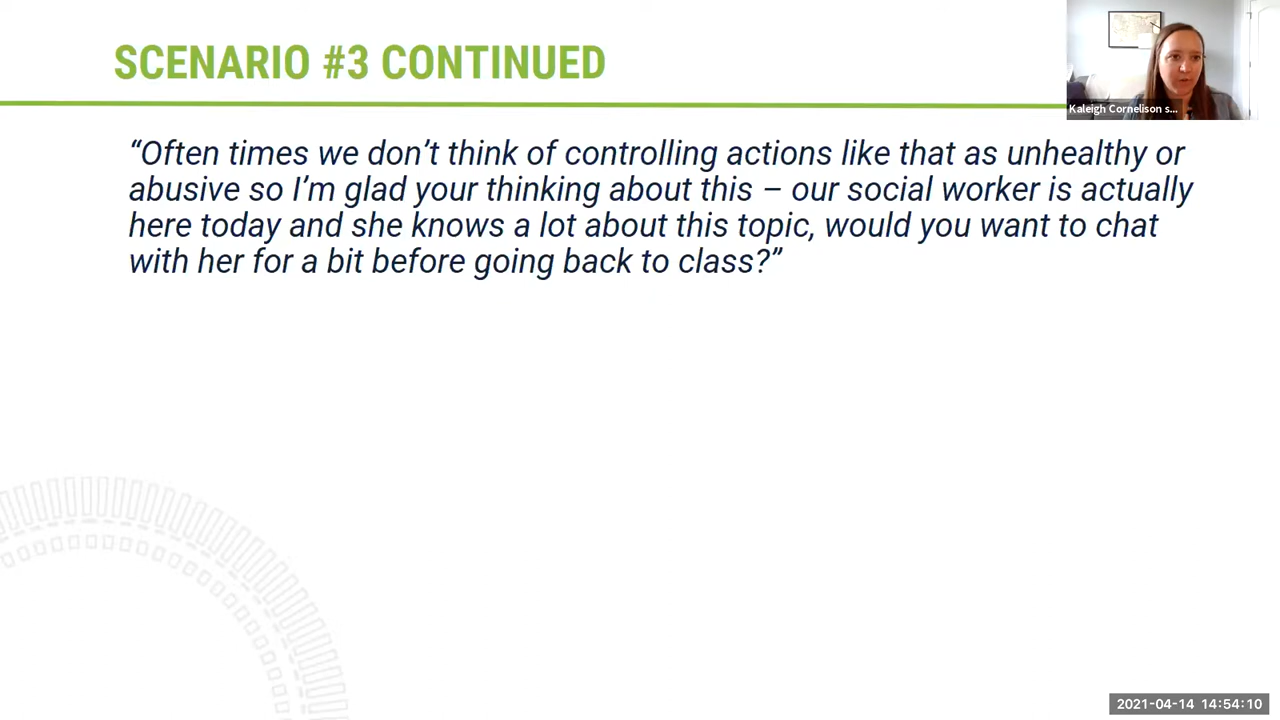 SCENARIO #3 CONTINUED
Kaleigh Cornelison s...
“Often times we don’t think of controlling actions like that as unhealthy or
abusive so I’m glad your thinking about this – our social worker is actually
here today and she knows a lot about this topic, would you want to chat
with her for a bit before going back to class?”
2021-04-14 14:54:10